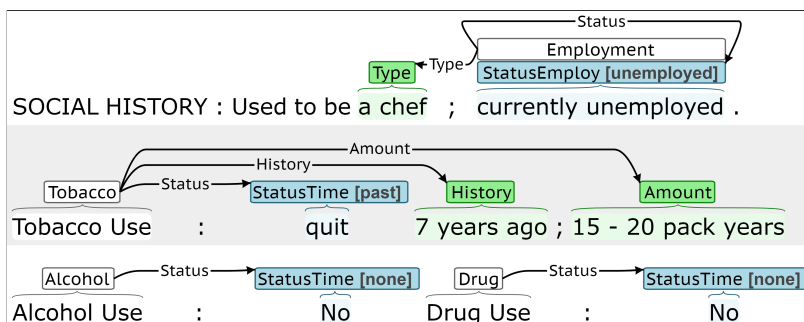 Status
Employment
Type Type StatusEmploy [unemployed]
SOCIAL HISTORY : Used to be a chef ; currently unemployed .
Amount
History
Tobacco Status StatusTime [past] History Amount
Tobacco Use : quit 7 years ago ; 15 - 20 pack years
Alcohol Status StatusTime [none] Drug Status StatusTime [none]
Alcohol Use : No Drug Use : No